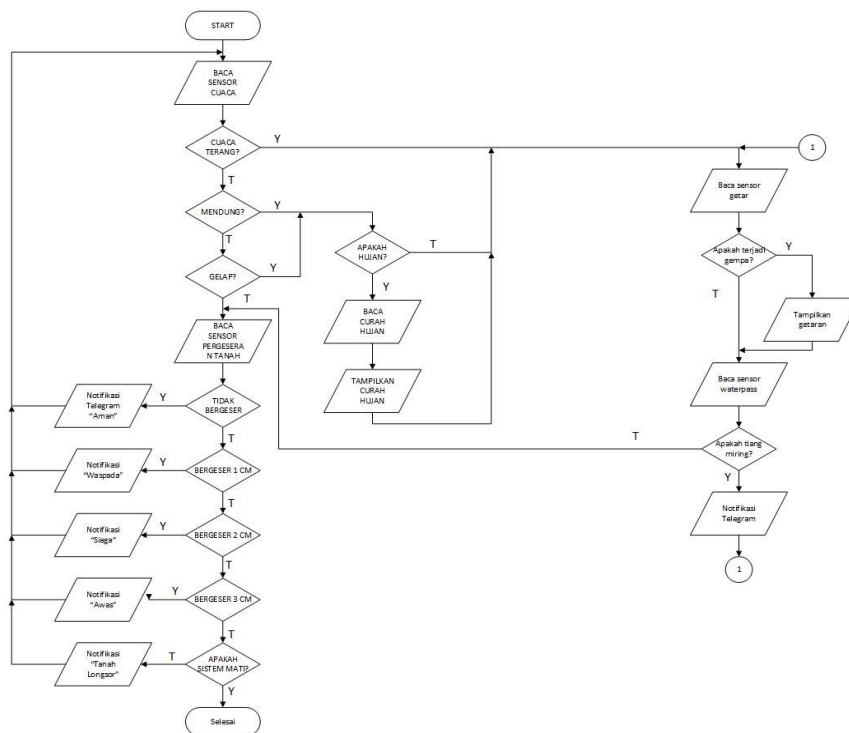 START
BACA
SENSOR
CUACA
CUACA
TERANG?
Y
T
MENDUNG?
Y
T
GELAP?
Y
T
APAKAH
HUJAN?
T
Y
BACA
CURAH
HUJAN
TAMPILKAN
CURAH
HUJAN
1
Baca sensor
getar
Apakah terjadi
gempa?
Y
T
Tampilkan
getaran
Baca sensor
waterpass
Apakah tiang
miring?
T
Y
Notifikasi
Telegram
1
BACA
SENSOR
PERGESERA
N TANAH
TIDAK
BERGESER
Y
T
Notifikasi
Telegram
"Aman"
BERGESER 1 CM
Y
T
Notifikasi
"Waspada"
BERGESER 2 CM
Y
T
Notifikasi
"Siaga"
BERGESER 3 CM
Y
T
Notifikasi
"Awas"
APAKAH
SISTEM MATI?
T
Y
Notifikasi
"Tanah
Longsor"
Selesai